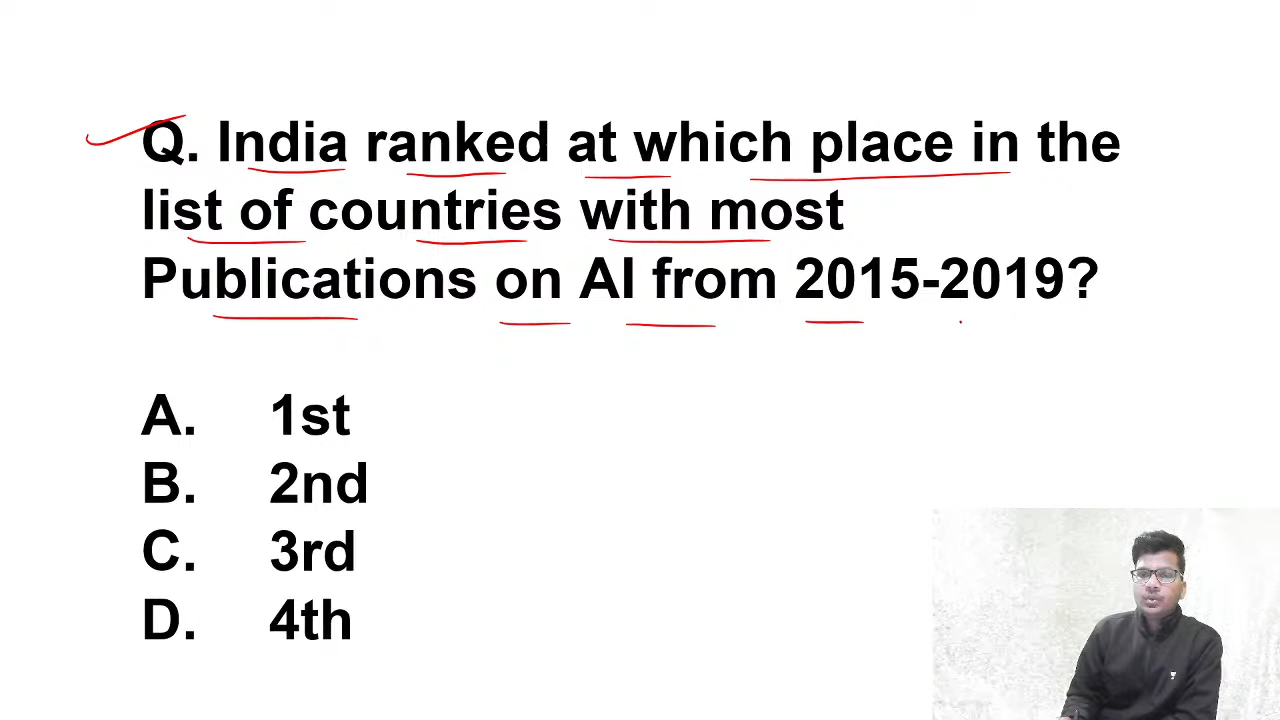 Q. India ranked at which place in the
list of countries with most
Publications on AI from 2015-2019?
A. 1st
B. 2nd
C. 3rd
D. 4th